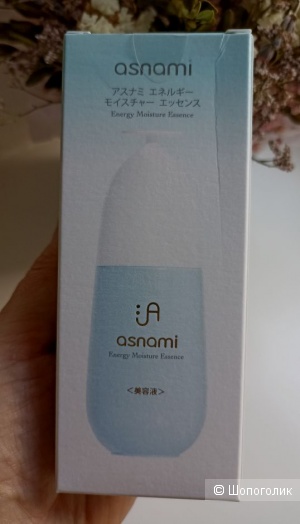 asnami
アスナミ エネルギー
モイスチャー エッセンス
Energy Moisture Essence
A
asnami
Energy Moisture Essence
<美容液>
© Шопоголик